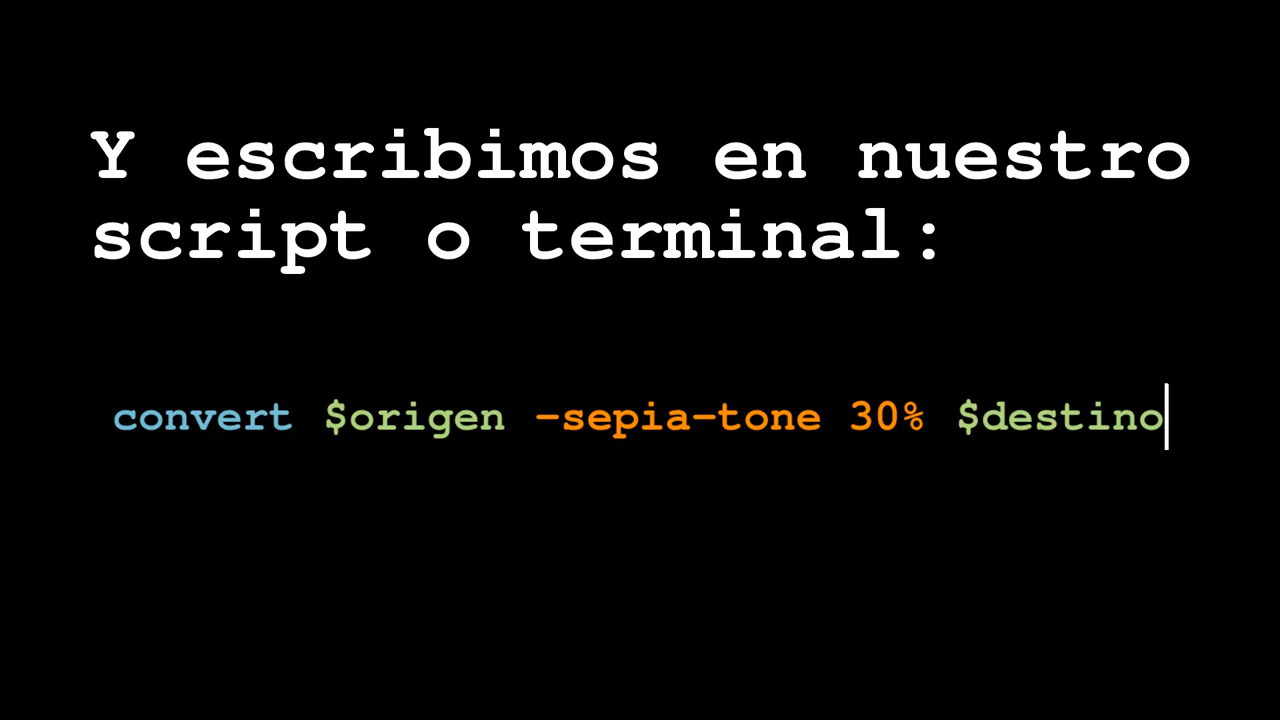 Y escribimos en nuestro
script o terminal:
convert $origen -sepia-tone 30% $destino